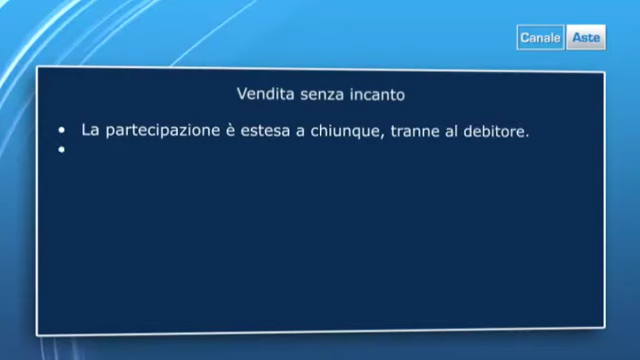 Canale Aste
Vendita senza incanto
• La partecipazione è estesa a chiunque, tranne al debitore.
•